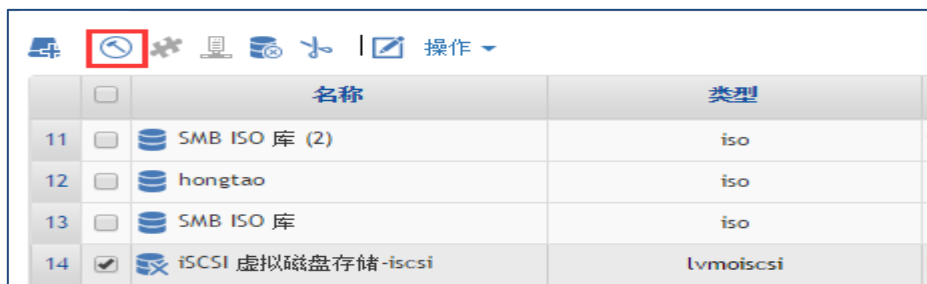 操作
名称 类型
11 SMB ISO 库 (2) iso
12 hongtao iso
13 SMB ISO 库 iso
14 iSCSI 虚拟磁盘存储-iscsi lvmoiscsi